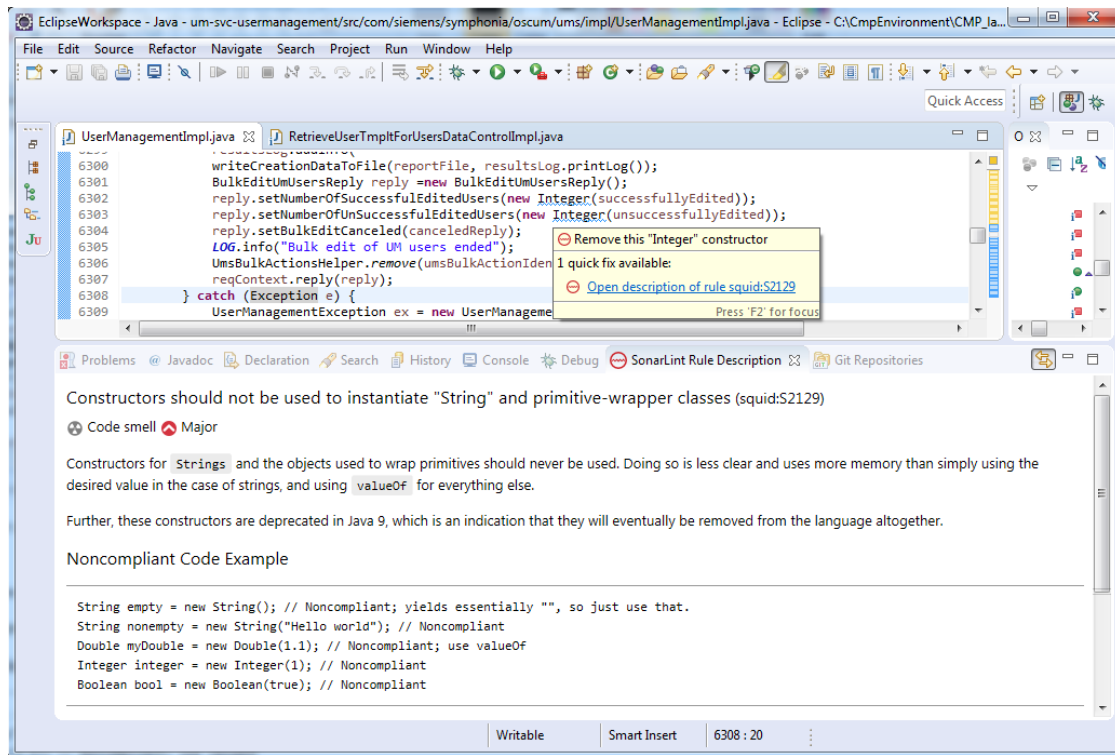 EclipseWorkspace - Java - um-svc-usermanagement/src/com/siemens/symphonia/oscum/ums/impl/UserManagementImpl.java - Eclipse - C:\CmpEnvironment\CMP_la...
File Edit Source Refactor Navigate Search Project Run Window Help
Quick Access
UserManagementImpl.java RetrieveUserTmpltForUsersDataControlImpl.java
6300 writeCreationDataToFile(reportFile, resultsLog.printLog());
6301 BulkEditUmUsersReply reply =new BulkEditUmUsersReply();
6302 reply.setNumberOfSuccessfulEditedUsers(new Integer(successfullyEdited));
6303 reply.setNumberOfUnSuccessfulEditedUsers(new Integer(unsuccessfullyEdited));
6304 reply.setBulkEditCanceled(canceledReply);
6305 LOG.info("Bulk edit of UM users ended");
6306 UmsBulkActionsHelper.remove(umsBulkActionIden
6307 reqContext.reply(reply);
6308 } catch (Exception e) {
6309 UserManagementException ex = new UserManageme
Remove this "Integer" constructor
1 quick fix available:
Open description of rule squid:S2129
Press 'F2' for focus
Problems @ Javadoc Declaration Search History Console Debug SonarLint Rule Description Git Repositories
Constructors should not be used to instantiate "String" and primitive-wrapper classes (squid:S2129)
Code smell Major
Constructors for Strings and the objects used to wrap primitives should never be used. Doing so is less clear and uses more memory than simply using the
desired value in the case of strings, and using valueOf for everything else.
Further, these constructors are deprecated in Java 9, which is an indication that they will eventually be removed from the language altogether.
Noncompliant Code Example
String empty = new String(); // Noncompliant; yields essentially "", so just use that.
String nonempty = new String("Hello world"); // Noncompliant
Double myDouble = new Double(1.1); // Noncompliant; use valueOf
Integer integer = new Integer(1); // Noncompliant
Boolean bool = new Boolean(true); // Noncompliant
Writable Smart Insert 6308 : 20